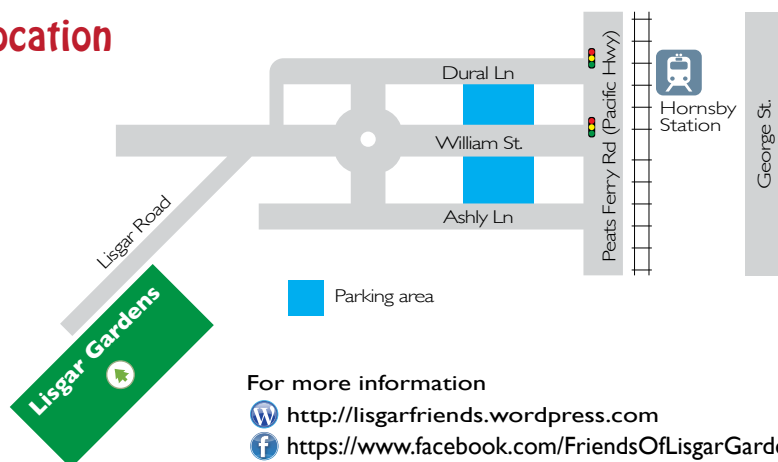 ocation
Dural Ln
William St.
Ashly Ln
Peats Ferry Rd (Pacific Hwy)
Hornsby
Station
George St.
Lisgar Road
Lisgar Gardens
Parking area
For more information
http://lisgarfriends.wordpress.com
https://www.facebook.com/FriendsOfLisgarGarde